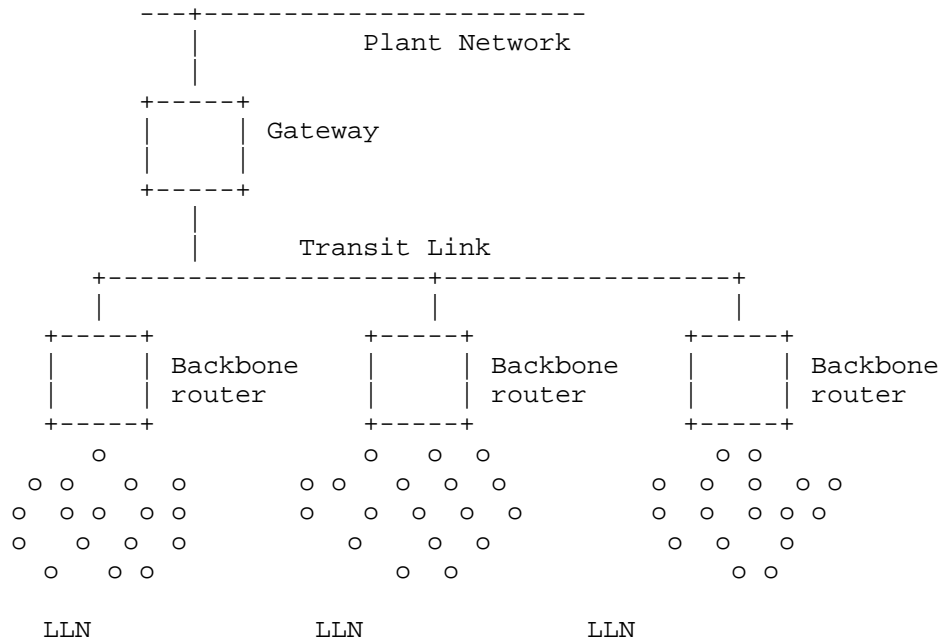 Plant Network
Gateway
Transit Link
Backbone Backbone Backbone
router router router
o o o o o o
o o o o o o o o o o o o o o
o o o o o o o o o o o o o o o
o o o o o o o o o o
o o o o o o o
LLN LLN LLN